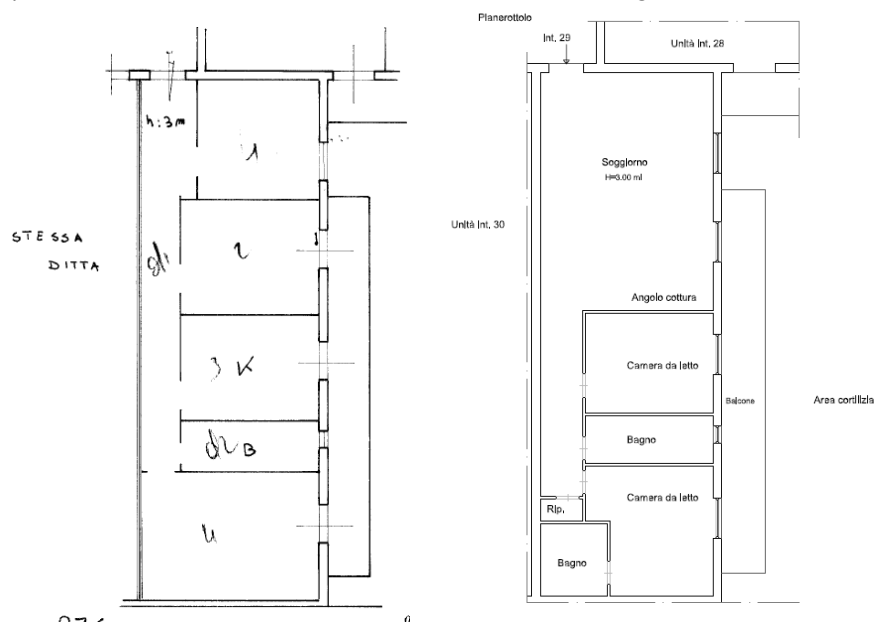 h:3m
1
STESSA
DITTA
2
3 K
B
4
Planerottolo
Int. 29
Unità Int. 28
Soggiorno
H=3.00 ml
Unità Int. 30
Angolo cottura
Camera da letto
Balcone
Area cortilizia
Bagno
Camera da letto
Rip.
Bagno